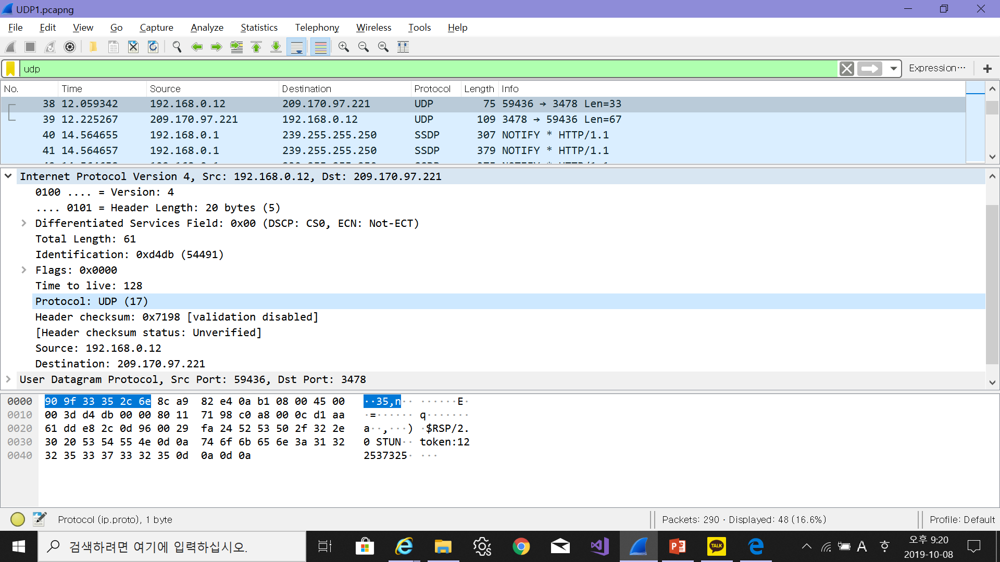 UDP1.pcapng
File Edit View Go Capture Analyze Statistics Telephony Wireless Tools Help
udp
Expression…
No. Time Source Destination Protocol Length Info
38 12.059342 192.168.0.12 209.170.97.221 UDP 75 59436 → 3478 Len=33
39 12.225267 209.170.97.221 192.168.0.12 UDP 109 3478 → 59436 Len=67
40 14.564655 192.168.0.1 239.255.255.250 SSDP 307 NOTIFY * HTTP/1.1
41 14.564657 192.168.0.1 239.255.255.250 SSDP 379 NOTIFY * HTTP/1.1
Internet Protocol Version 4, Src: 192.168.0.12, Dst: 209.170.97.221
0100 .... = Version: 4
.... 0101 = Header Length: 20 bytes (5)
Differentiated Services Field: 0x00 (DSCP: CS0, ECN: Not-ECT)
Total Length: 61
Identification: 0xd4db (54491)
Flags: 0x0000
Time to live: 128
Protocol: UDP (17)
Header checksum: 0x7198 [validation disabled]
[Header checksum status: Unverified]
Source: 192.168.0.12
Destination: 209.170.97.221
User Datagram Protocol, Src Port: 59436, Dst Port: 3478
0000 90 9f 33 35 2c 6e 8c a9 82 e4 0a b1 08 00 45 00 ··35,n·· ······E·
0010 00 3d d4 db 00 00 80 11 71 98 c0 a8 00 0c d1 aa ·=······ q·······
0020 61 dd e8 2c 0d 96 00 29 fa 24 52 53 50 2f 32 2e a··,···) ·$RSP/2.
0030 30 20 53 54 55 4e 0d 0a 74 6f 6b 65 6e 3a 31 32 0 STUN·· token:12
0040 32 35 33 37 33 32 35 0d 0a 0d 0a 2537325· ···
Protocol (ip.proto), 1 byte
Packets: 290 · Displayed: 48 (16.6%)
Profile: Default
검색하려면 여기에 입력하십시오.
TALK
A
오후 9:20
2019-10-08